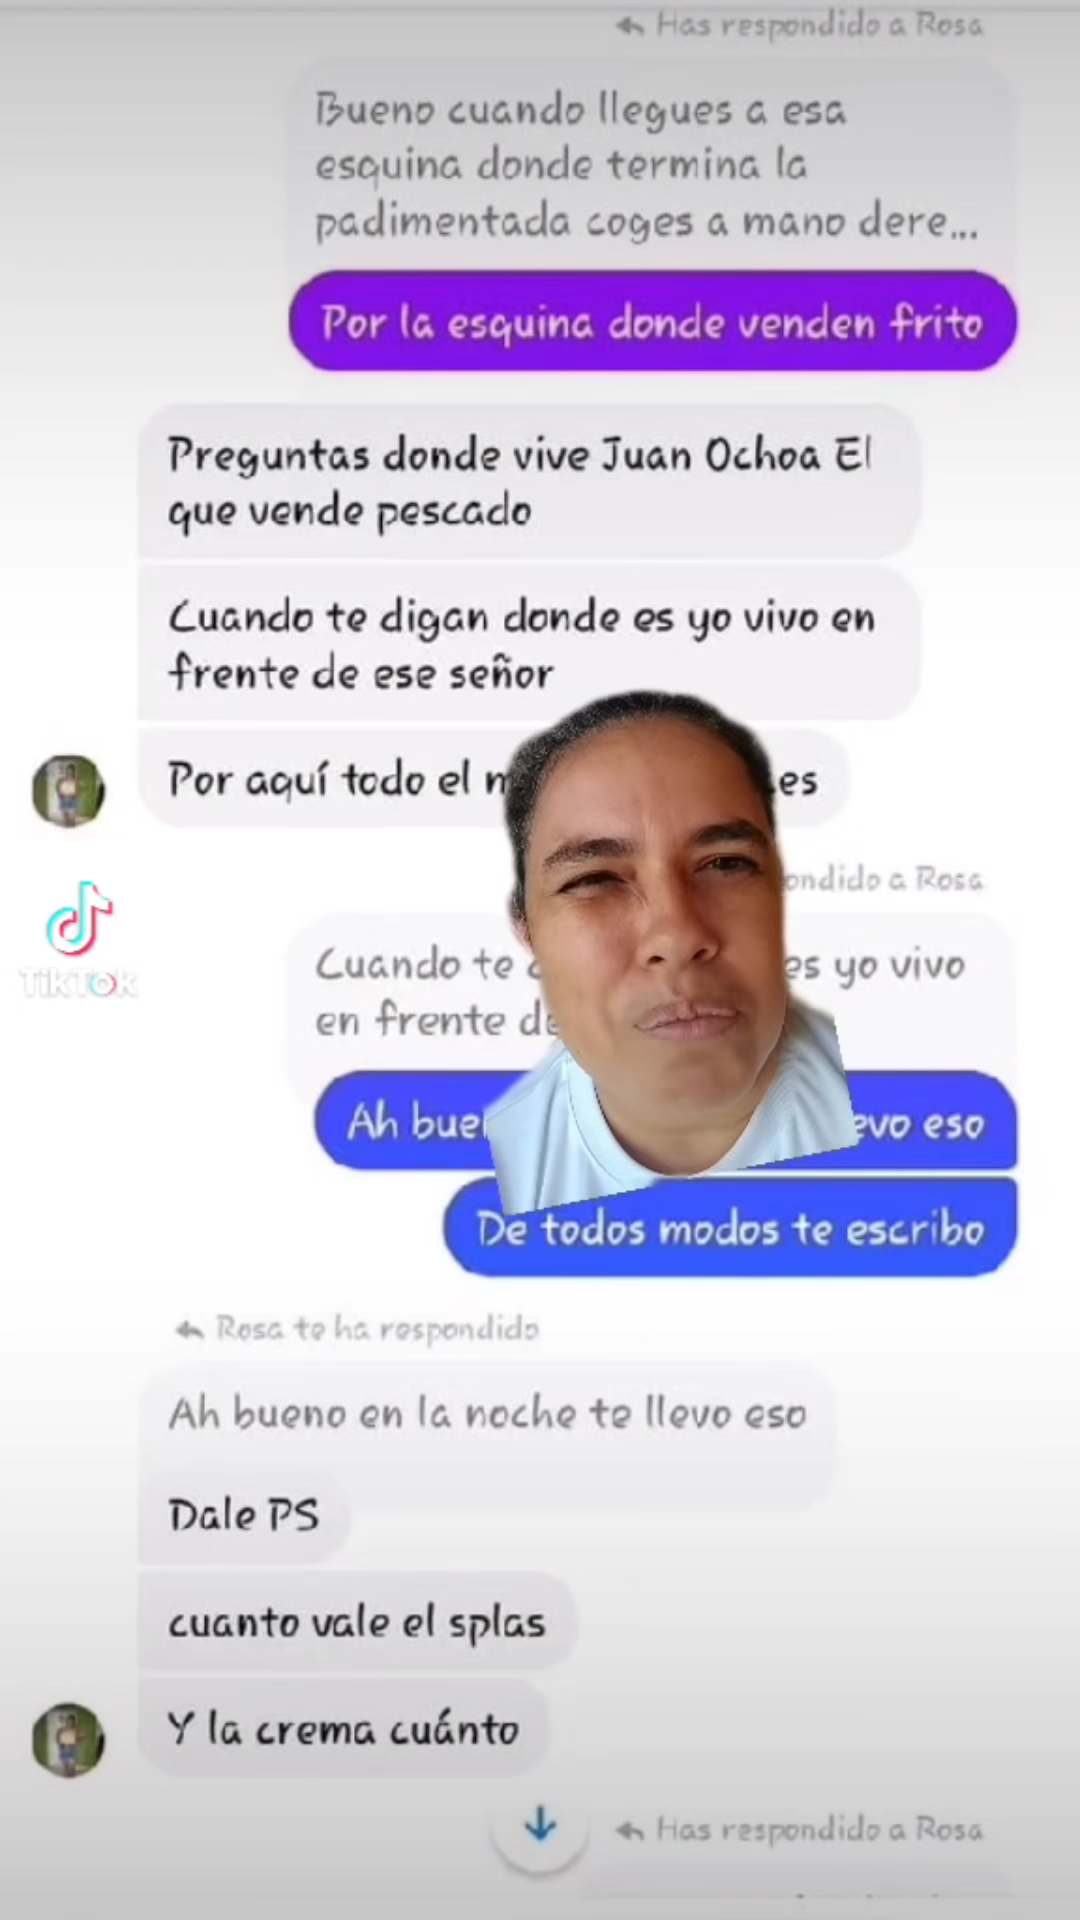 Has respondido a Rosa
Bueno cuando llegues a esa
esquina donde termina la
padimentada coges a mano dere...
Por la esquina donde venden frito
Preguntas donde vive Juan Ochoa El
que vende pescado
Cuando te digan donde es yo vivo en
frente de ese señor
Por aquí todo el
es
TikTok
a Rosa
Cuando te
es yo vivo
en frente
Ah
eso
De todos modos te escribo
Rosa te ha respondido
Ah bueno en la noche te llevo eso
Dale PS
cuanto vale el splas
Y la crema cuánto
Has respondido a Rosa